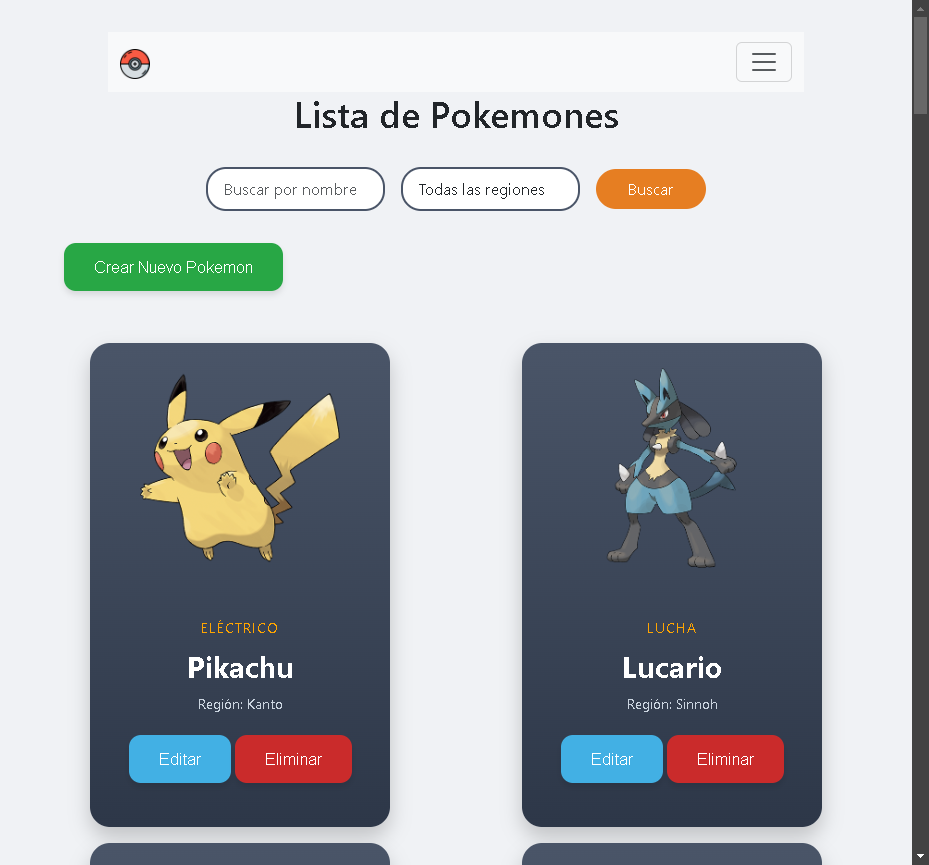 Lista de Pokemones
Buscar por nombre Todas las regiones Buscar
Crear Nuevo Pokemon
ELÉCTRICO
Pikachu
Región: Kanto
Editar Eliminar
LUCHA
Lucario
Región: Sinnoh
Editar Eliminar